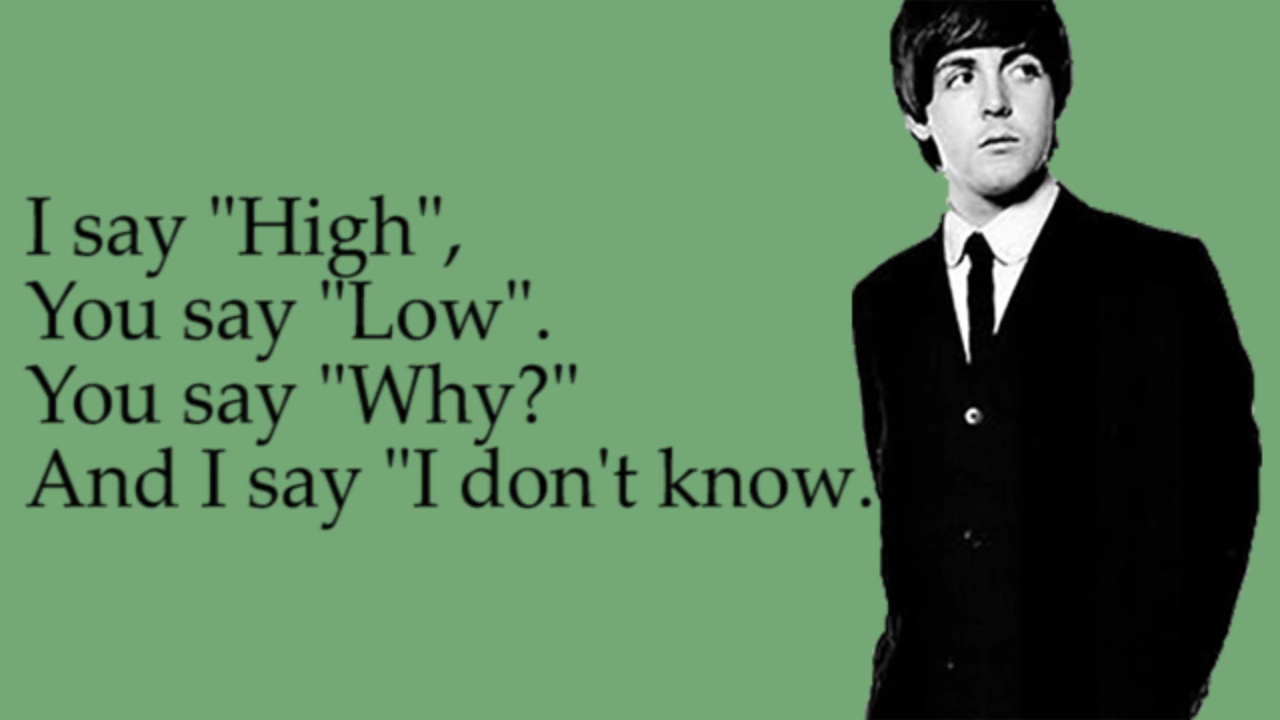 I say "High",
You say "Low".
You say "Why?"
And I say "I don't know.